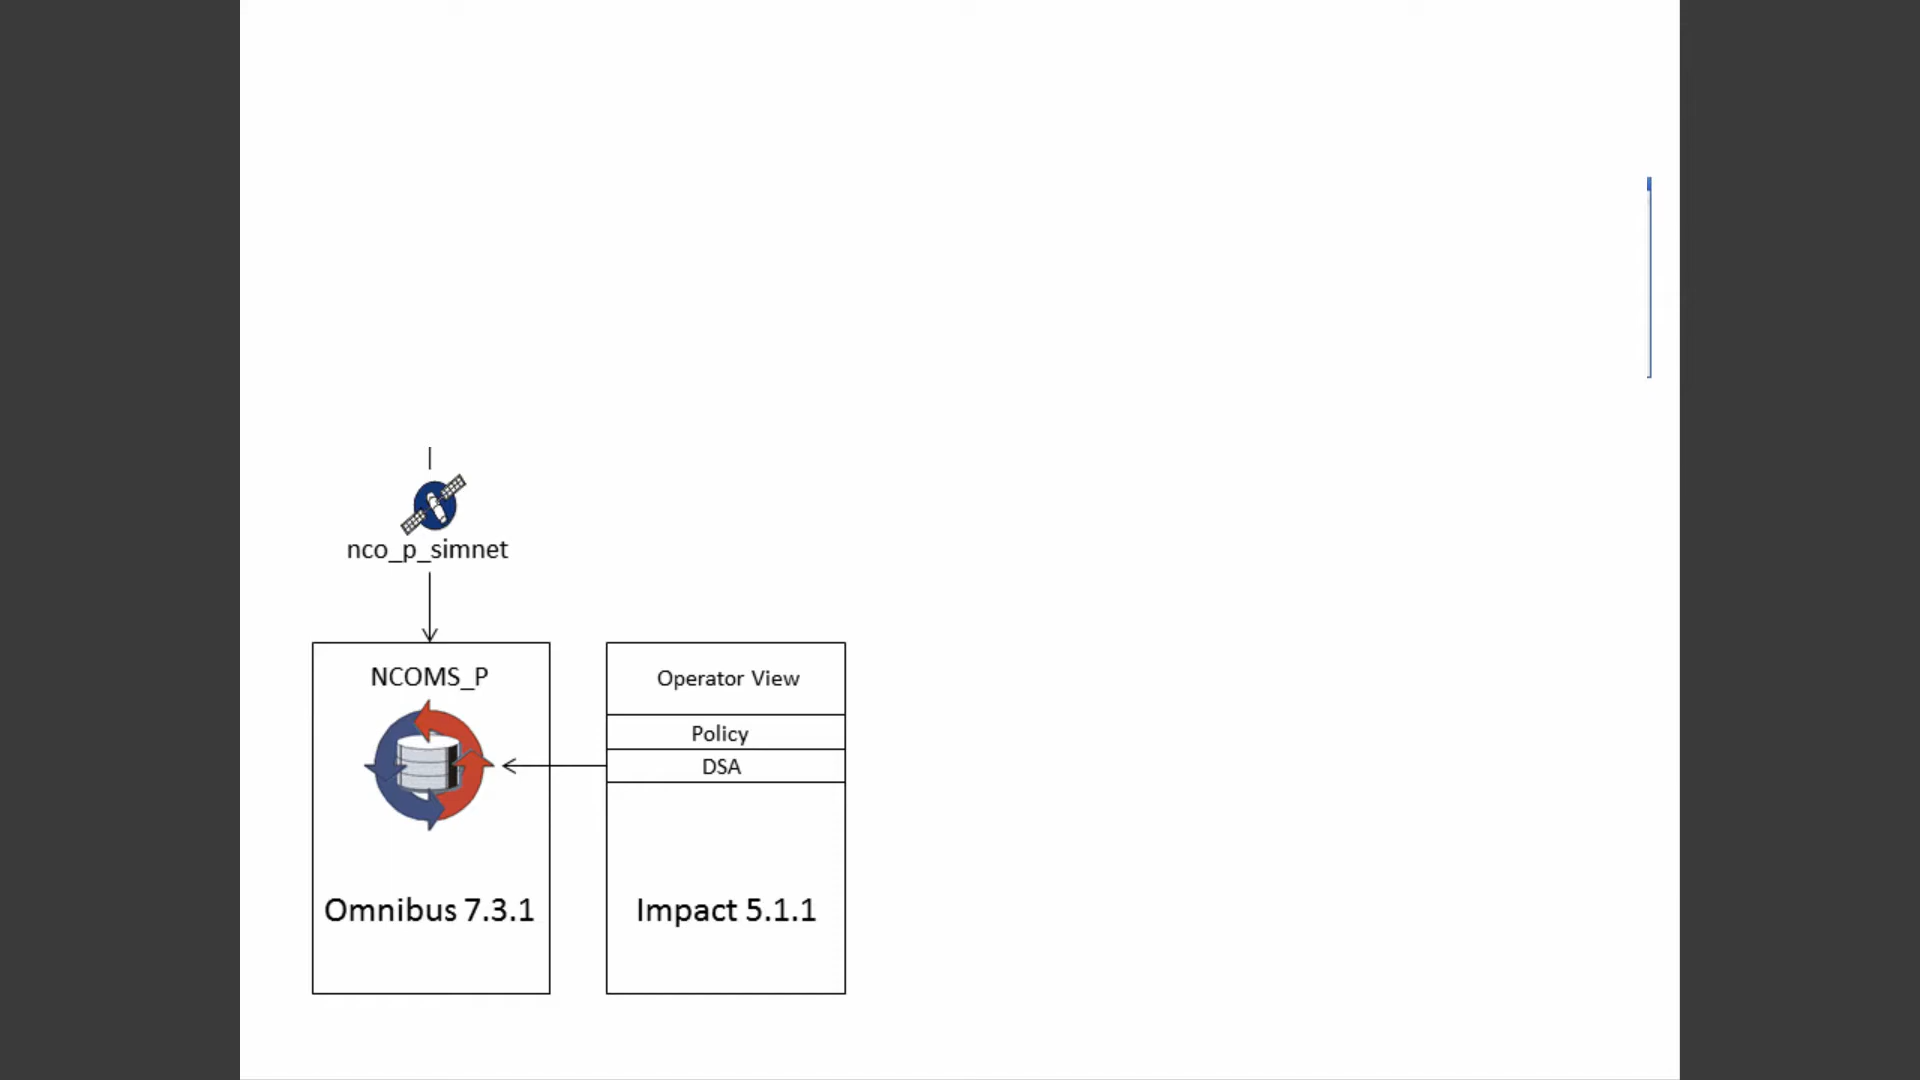 nco_p_simnet
NCOMS_P
Omnibus 7.3.1
Operator View
Policy
DSA
Impact 5.1.1